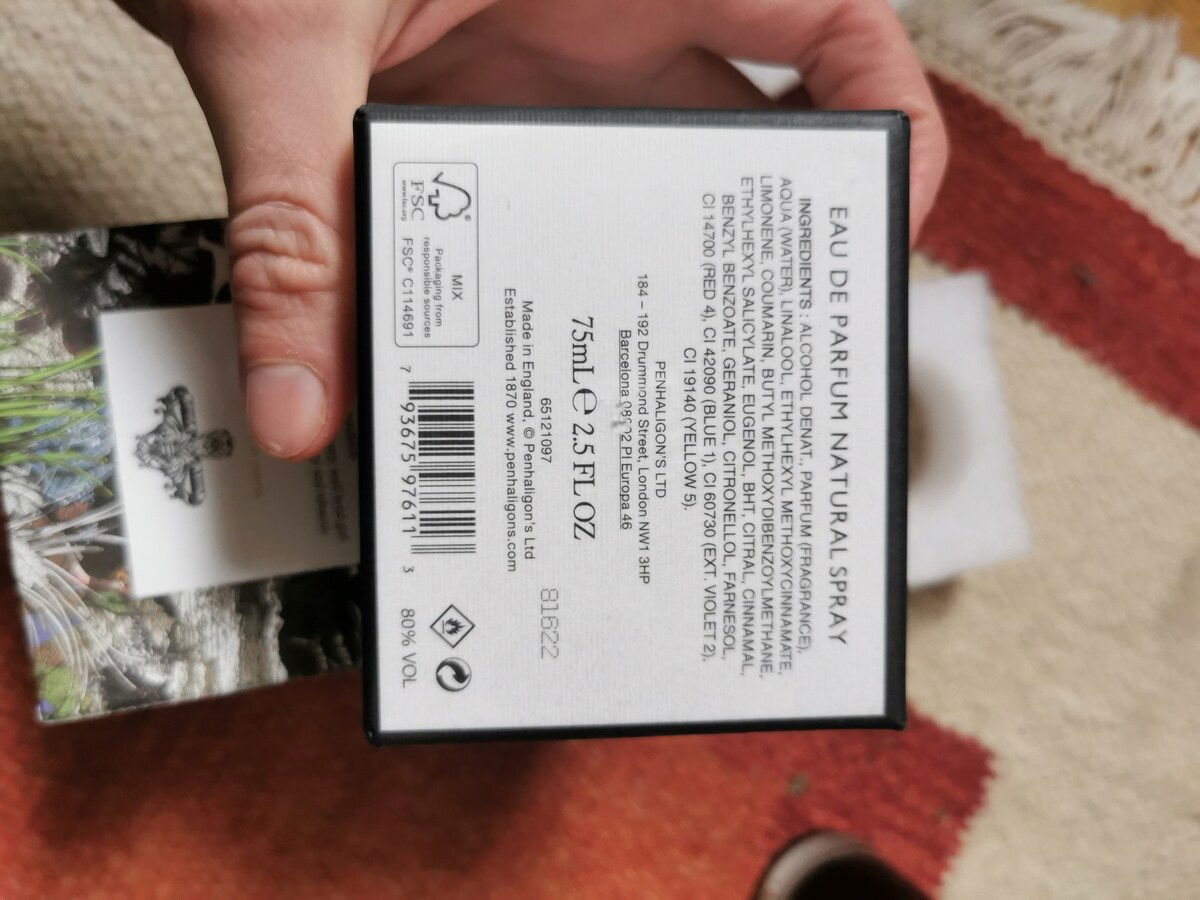 EAU DE PARFUM NATURAL SPRAY
INGREDIENTS : ALCOHOL DENAT., PARFUM (FRAGRANCE),
AQUA (WATER), LINALOOL, ETHYLHEXYL METHOXYCINNAMATE,
LIMONENE, COUMARIN, BUTYL METHOXYDIBENZOYLMETHANE,
ETHYLHEXYL SALICYLATE, EUGENOL, BHT, CITRAL, CINNAMAL,
BENZYL BENZOATE, GERANIOL, CITRONELLOL, FARNESOL,
CI 14700 (RED 4), CI 42090 (BLUE 1), CI 60730 (EXT. VIOLET 2),
CI 19140 (YELLOW 5).
PENHALIGON'S LTD
184 – 192 Drummond Street, London NW1 3HP
Barcelona Pl Europa 46
75mL ℮ 2.5 FL OZ
65121097
81622
Made in England, © Penhaligon's Ltd
Established 1870 www.penhaligons.com
FSC
www.fsc.org
MIX
Packaging from
responsible sources
FSC® C114691
7 93675 97611 3
80% VOL